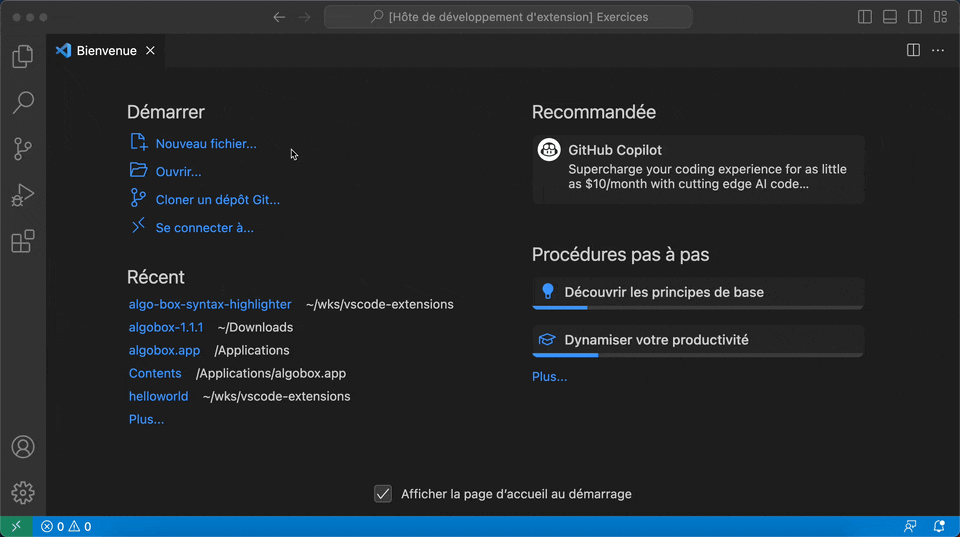 [Hôte de développement d'extension] Exercices
Bienvenue
Démarrer
Nouveau fichier...
Ouvrir...
Cloner un dépôt Git...
Se connecter à...
Récent
algo-box-syntax-highlighter ~/wks/vscode-extensions
algobox-1.1.1 ~/Downloads
algobox.app /Applications
Contents /Applications/algobox.app
helloworld ~/wks/vscode-extensions
Plus...
Recommandée
GitHub Copilot
Supercharge your coding experience for as little
as $10/month with cutting edge AI code...
Procédures pas à pas
Découvrir les principes de base
Dynamiser votre productivité
Plus...
Afficher la page d’accueil au démarrage
0 0